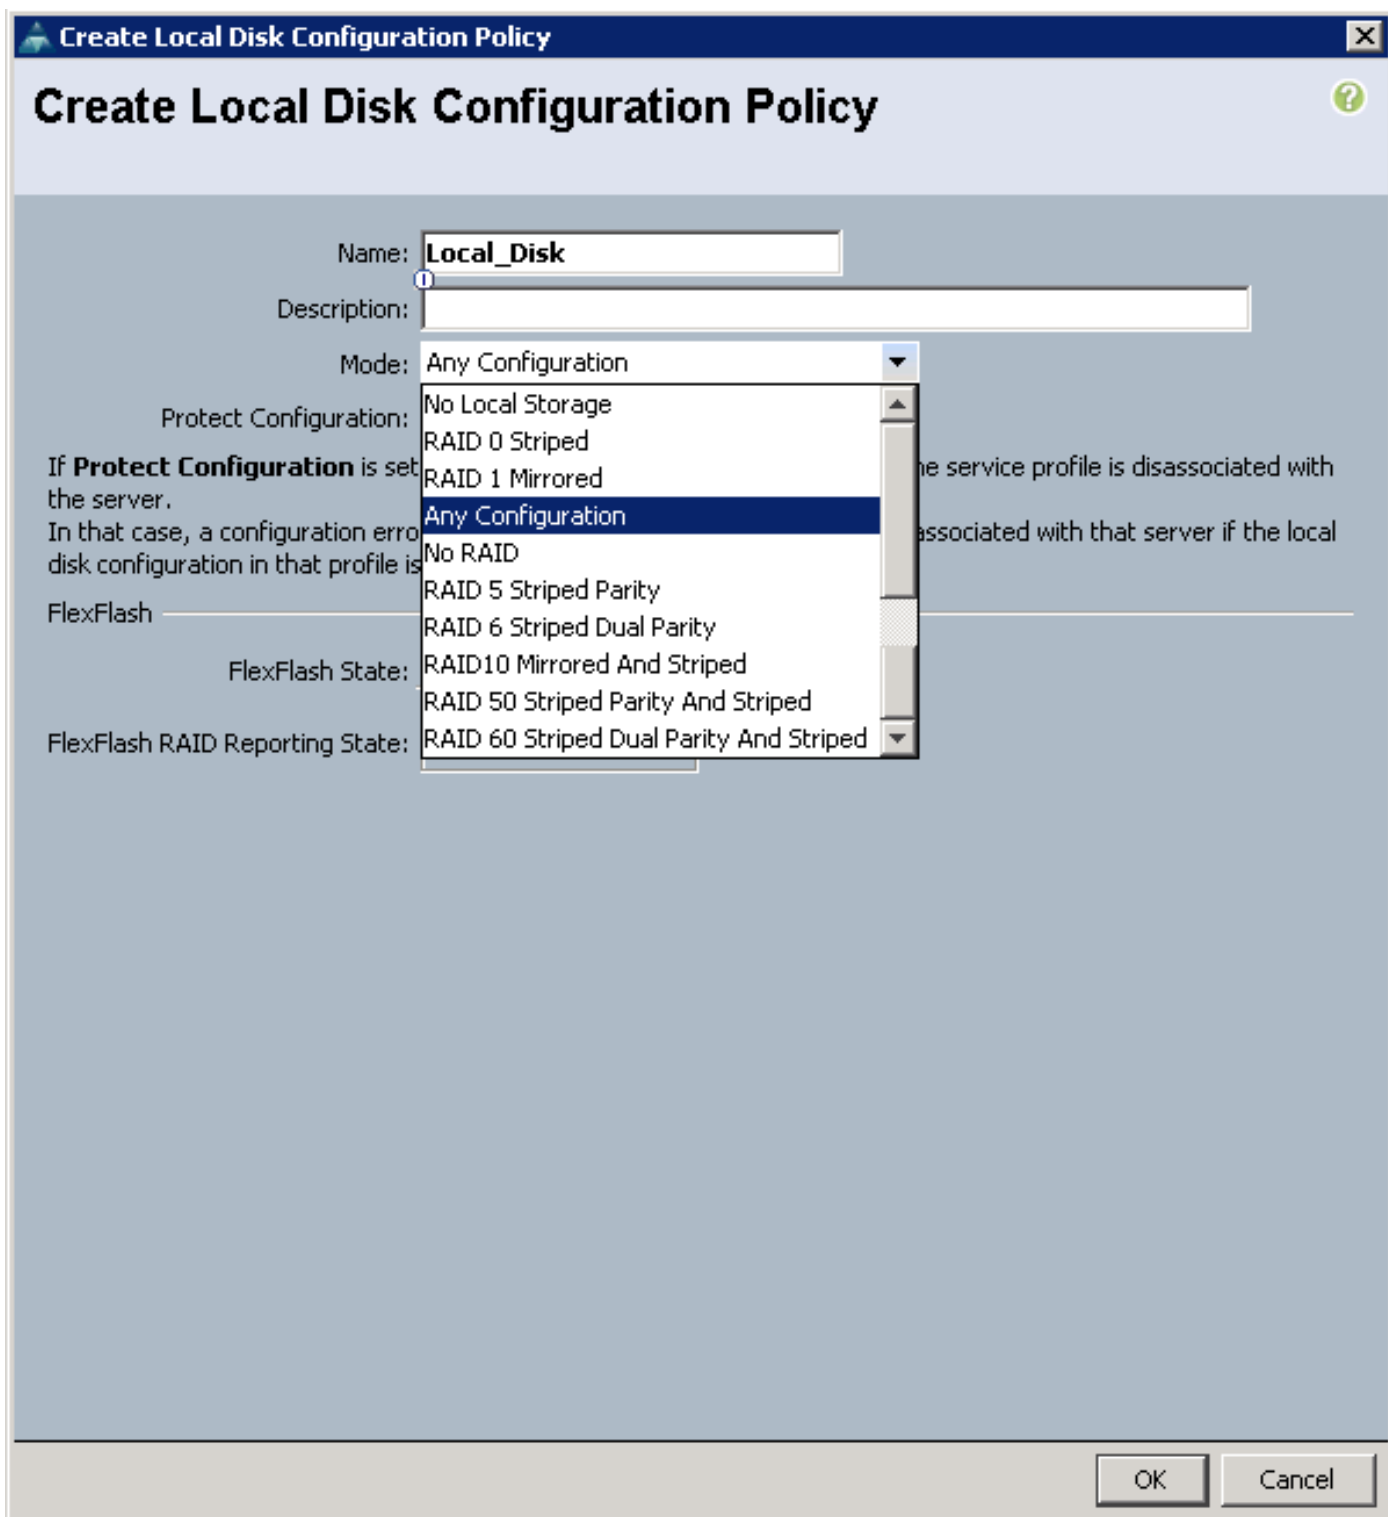 Create Local Disk Configuration Policy
Create Local Disk Configuration Policy
Name: Local_Disk
Description:
Mode: Any Configuration
No Local Storage
RAID 0 Striped
RAID 1 Mirrored
Any Configuration
No RAID
RAID 5 Striped Parity
RAID 6 Striped Dual Parity
RAID10 Mirrored And Striped
RAID 50 Striped Parity And Striped
RAID 60 Striped Dual Parity And Striped
Protect Configuration:
If Protect Configuration is set he service profile is disassociated with
the server.
In that case, a configuration erro associated with that server if the local
disk configuration in that profile is
FlexFlash
FlexFlash State:
FlexFlash RAID Reporting State:
OK Cancel